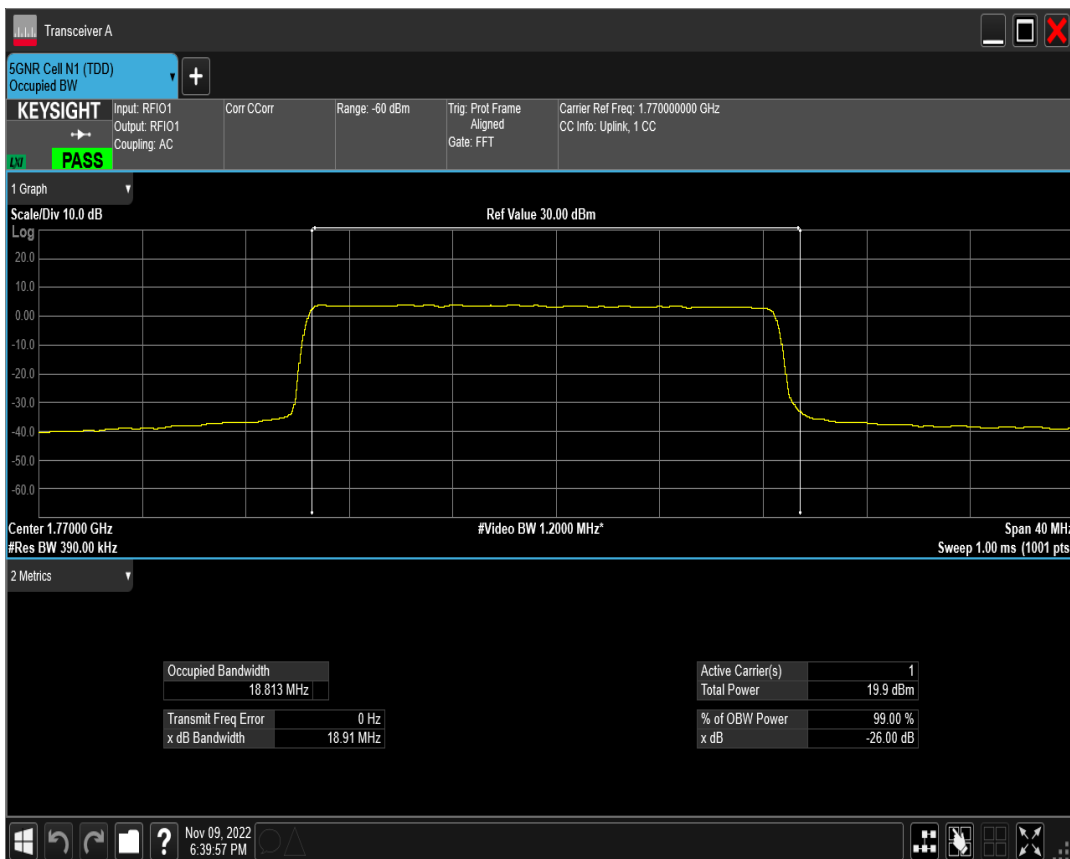 Transceiver A
5GNR Cell N1 (TDD)
Occupied BW
+
KEYSIGHT
LXI
PASS
Input: RFIO1
Output: RFIO1
Coupling: AC
Corr CCorr
Range: -60 dBm
Trig: Prot Frame
Aligned
Gate: FFT
Carrier Ref Freq: 1.770000000 GHz
CC Info: Uplink, 1 CC
1 Graph
Scale/Div 10.0 dB
Ref Value 30.00 dBm
Log
20.0
10.0
0.00
-10.0
-20.0
-30.0
-40.0
-50.0
-60.0
Center 1.77000 GHz
#Video BW 1.2000 MHz*
Span 40 MHz
#Res BW 390.00 kHz
Sweep 1.00 ms (1001 pts
2 Metrics
Occupied Bandwidth
18.813 MHz
Transmit Freq Error 0 Hz
x dB Bandwidth 18.91 MHz
Active Carrier(s) 1
Total Power 19.9 dBm
% of OBW Power 99.00 %
x dB -26.00 dB
?
Nov 09, 2022
6:39:57 PM